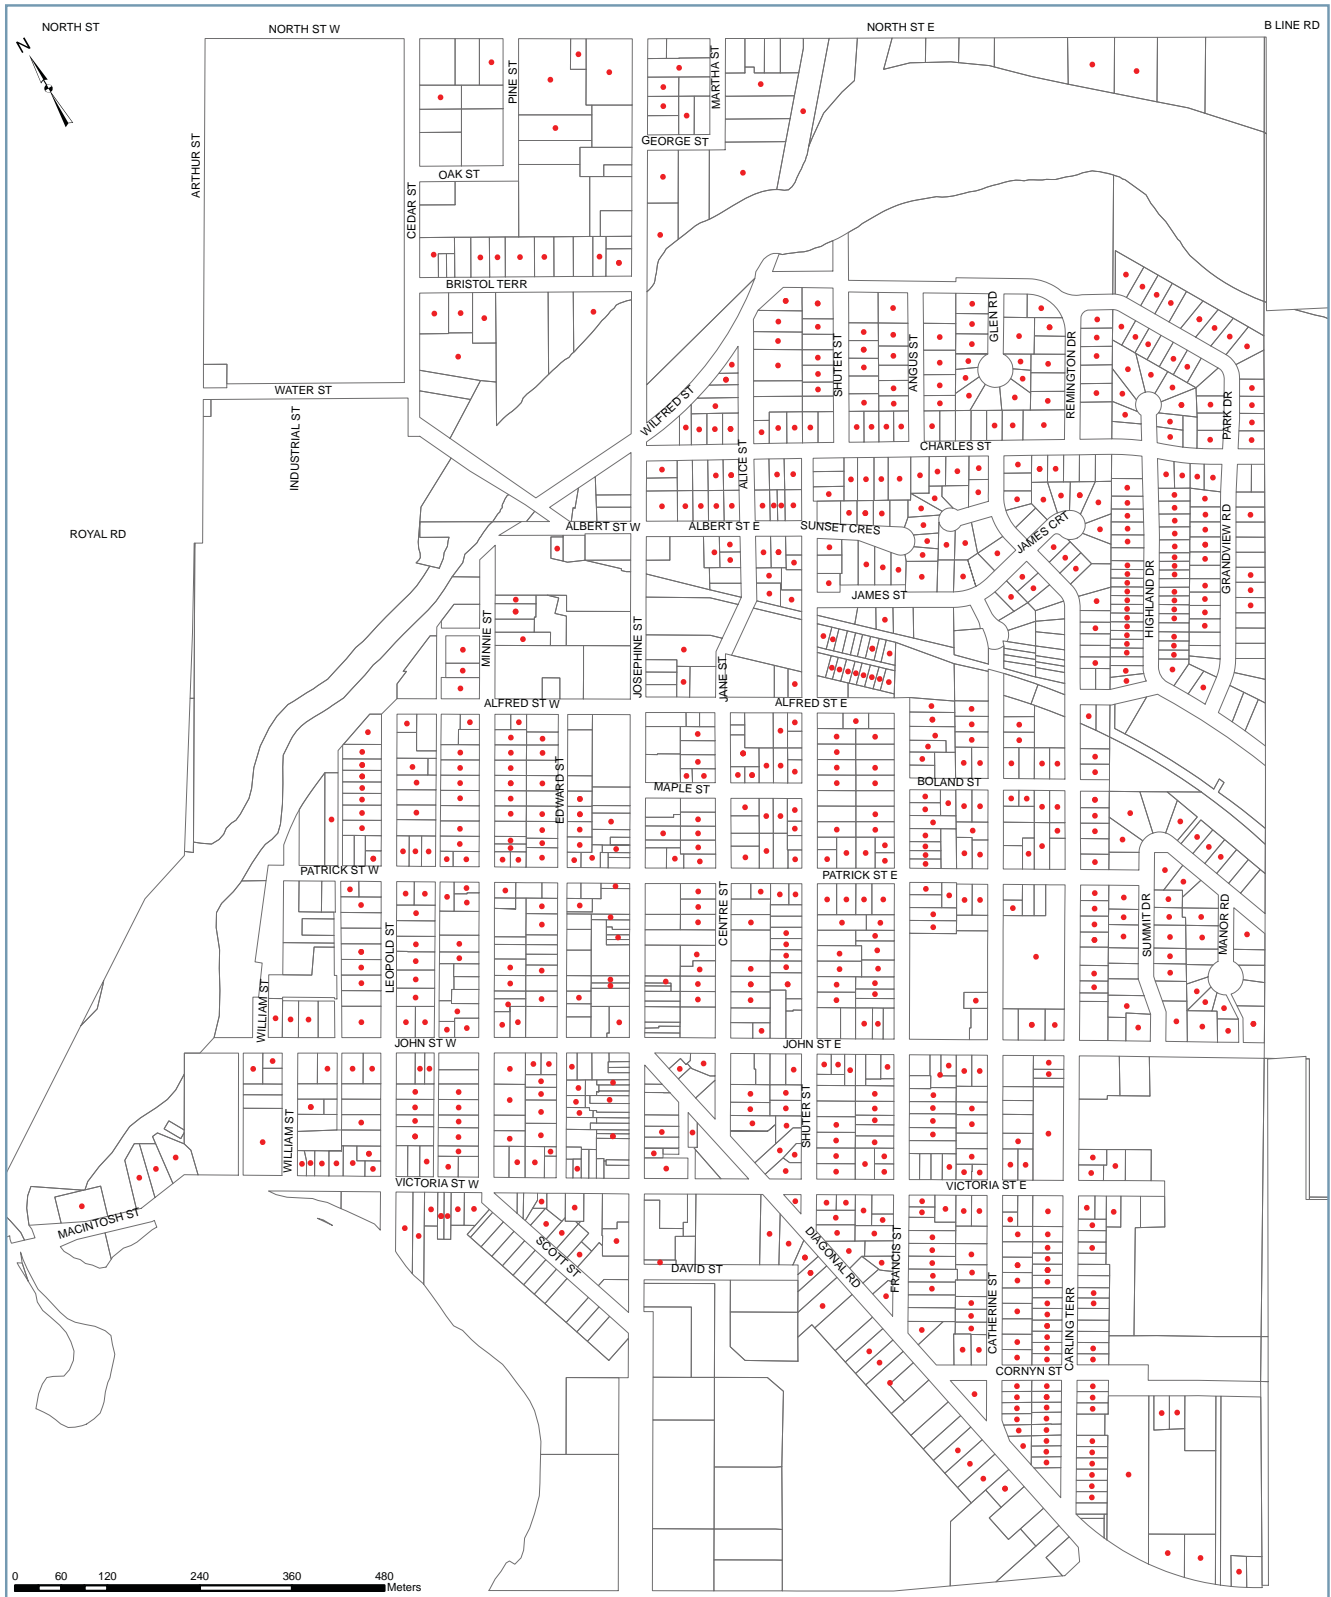 NORTH ST
NORTH ST W
NORTH ST E
B LINE RD
N
PINE ST
MARTHA ST
ARTHUR ST
GEORGE ST
OAK ST
CEDAR ST
BRISTOL TERR
GLEN RD
SHUTER ST
ANGUS ST
REMINGTON DR
WATER ST
WILFRED ST
PARK DR
INDUSTRIAL ST
CHARLES ST
ALICE ST
ROYAL RD
ALBERT ST W
ALBERT ST E
SUNSET CRES
JAMES CRT
GRANDVIEW RD
JAMES ST
HIGHLAND DR
MINNIE ST
JOSEPHINE ST
JANE ST
ALFRED ST W
ALFRED ST E
EDWARD ST
MAPLE ST
BOLAND ST
PATRICK ST W
PATRICK ST E
CENTRE ST
SUMMIT DR
MANOR RD
LEOPOLD ST
WILLIAM ST
JOHN ST W
JOHN ST E
SHUTER ST
WILLIAM ST
VICTORIA ST W
VICTORIA ST E
MACINTOSH ST
SCOTT ST
DIAGONAL RD
FRANCIS ST
DAVID ST
CATHERINE ST
CARLING TERR
CORNYN ST
0 60 120 240 360 480
Meters